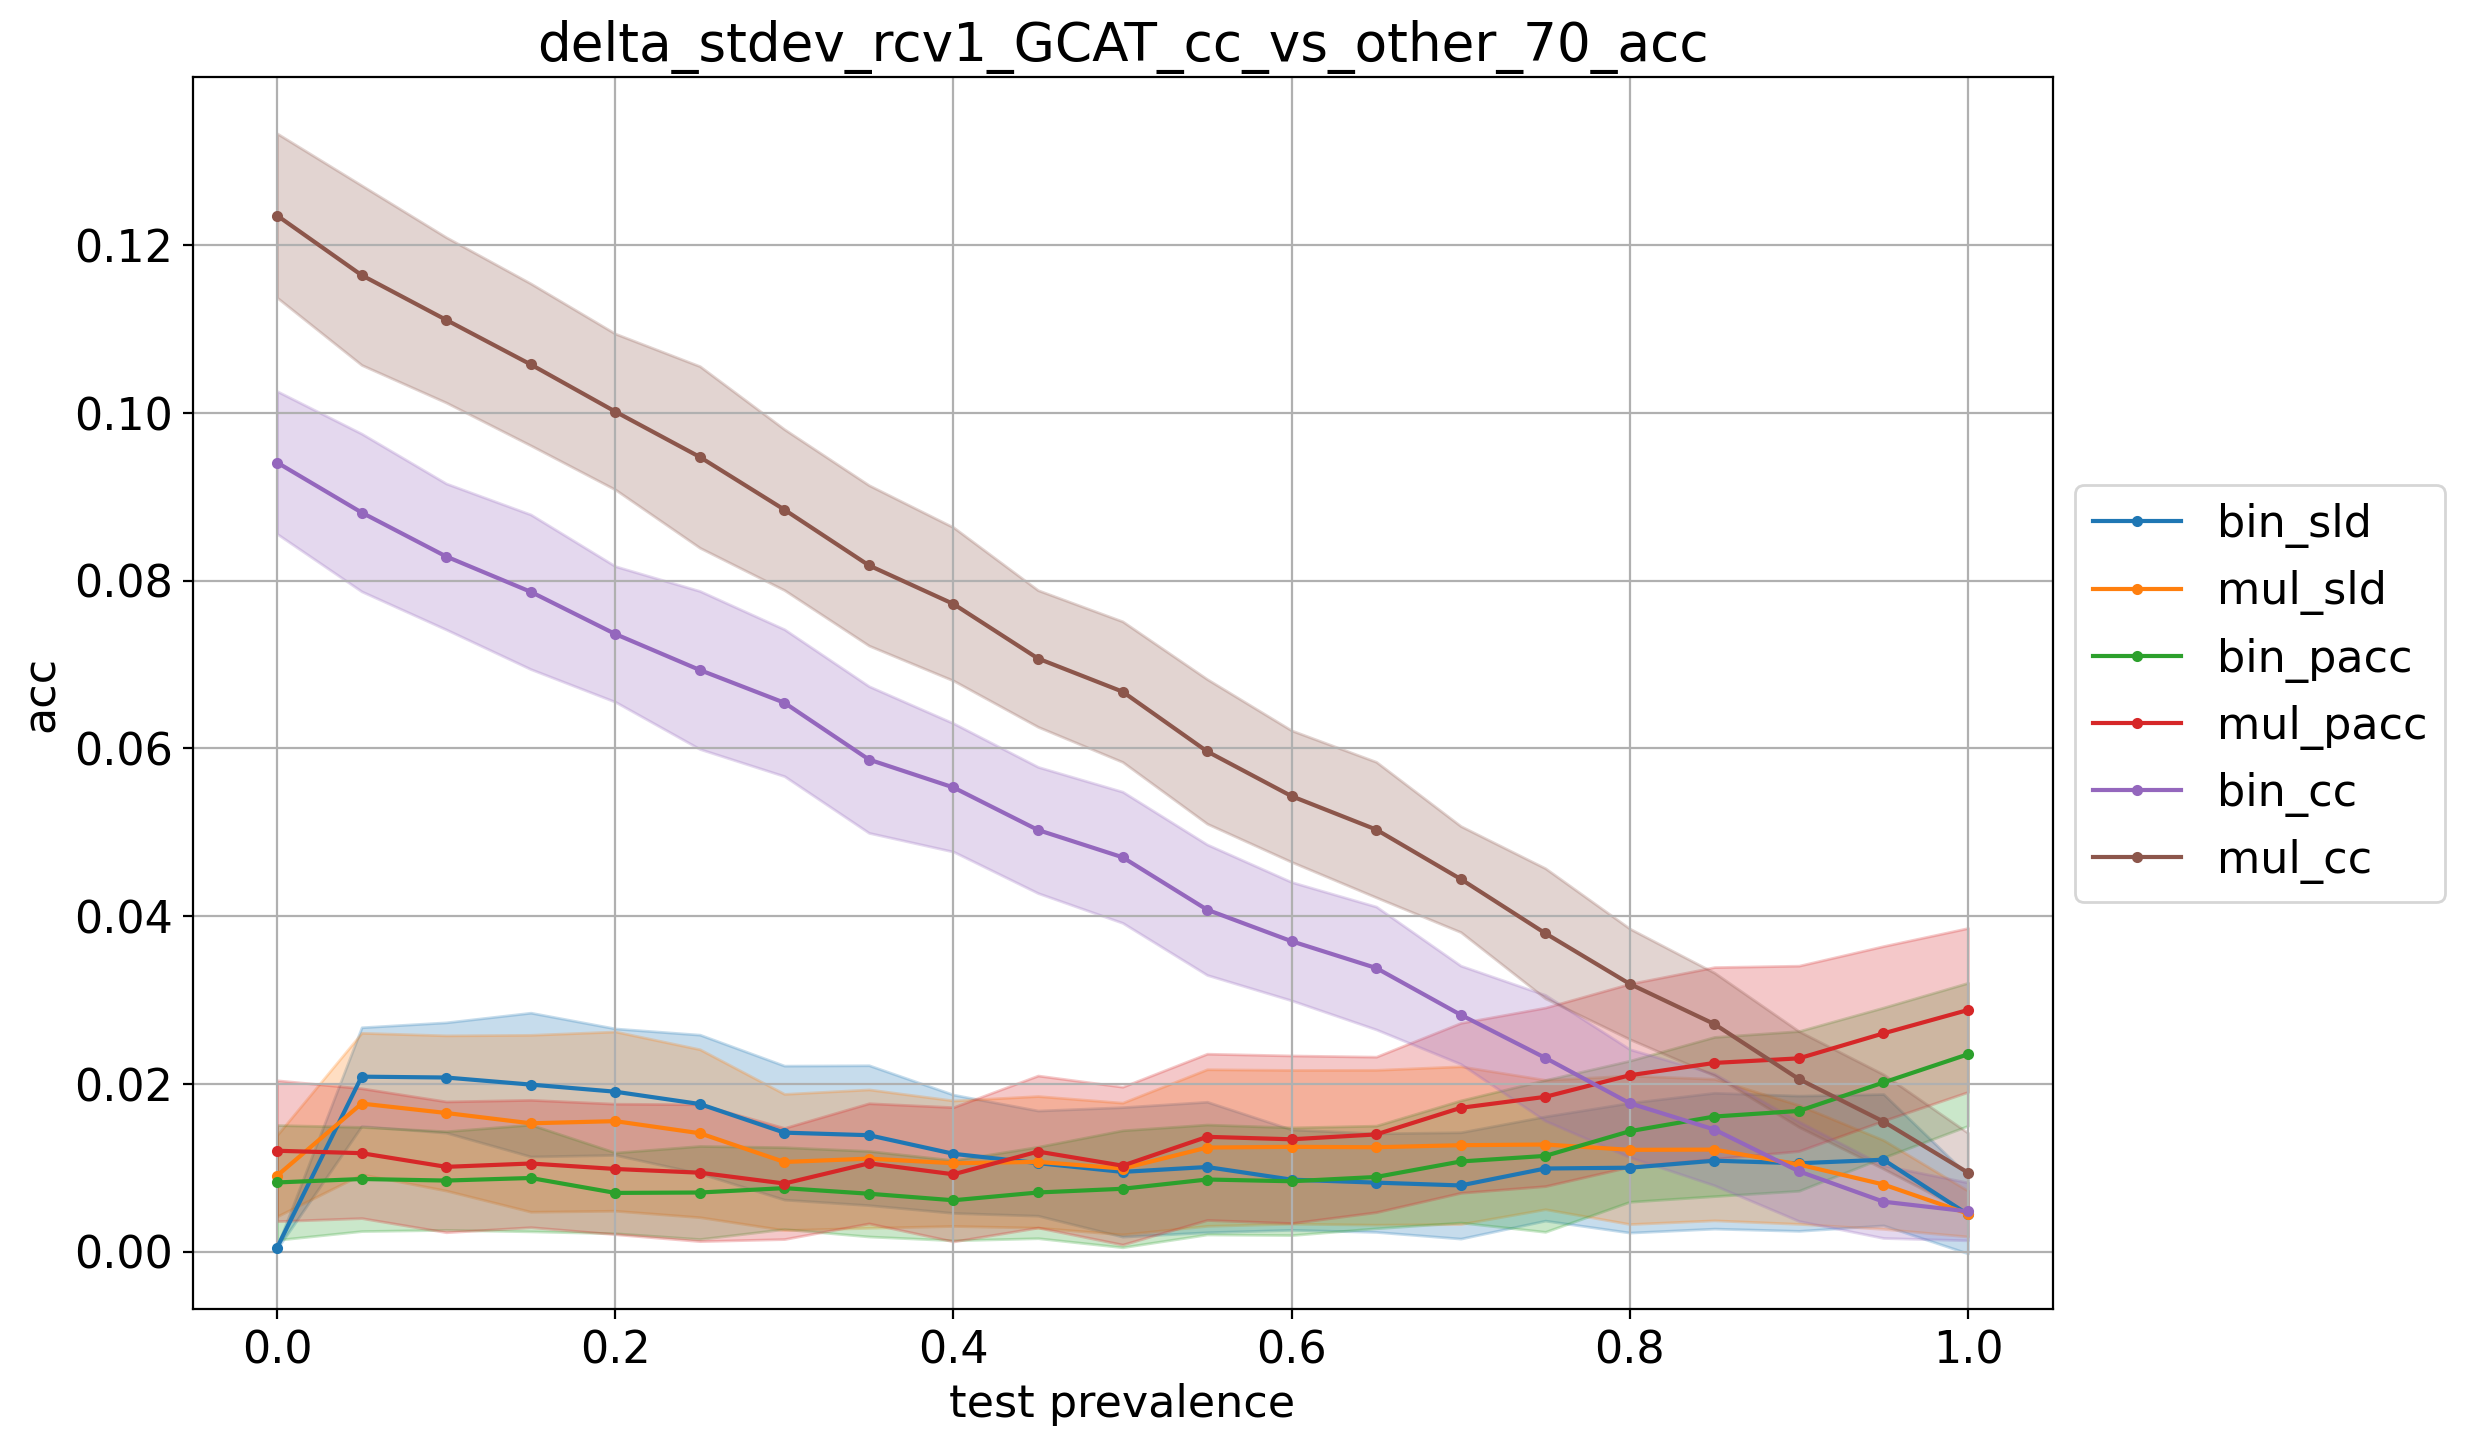 delta_stdev_rcv1_GCAT_cc_vs_other_70_acc
acc
0.12
0.10
0.08
0.06
0.04
0.02
0.00
0.0 0.2 0.4 0.6 0.8 1.0
test prevalence
bin_sld
mul_sld
bin_pacc
mul_pacc
bin_cc
mul_cc